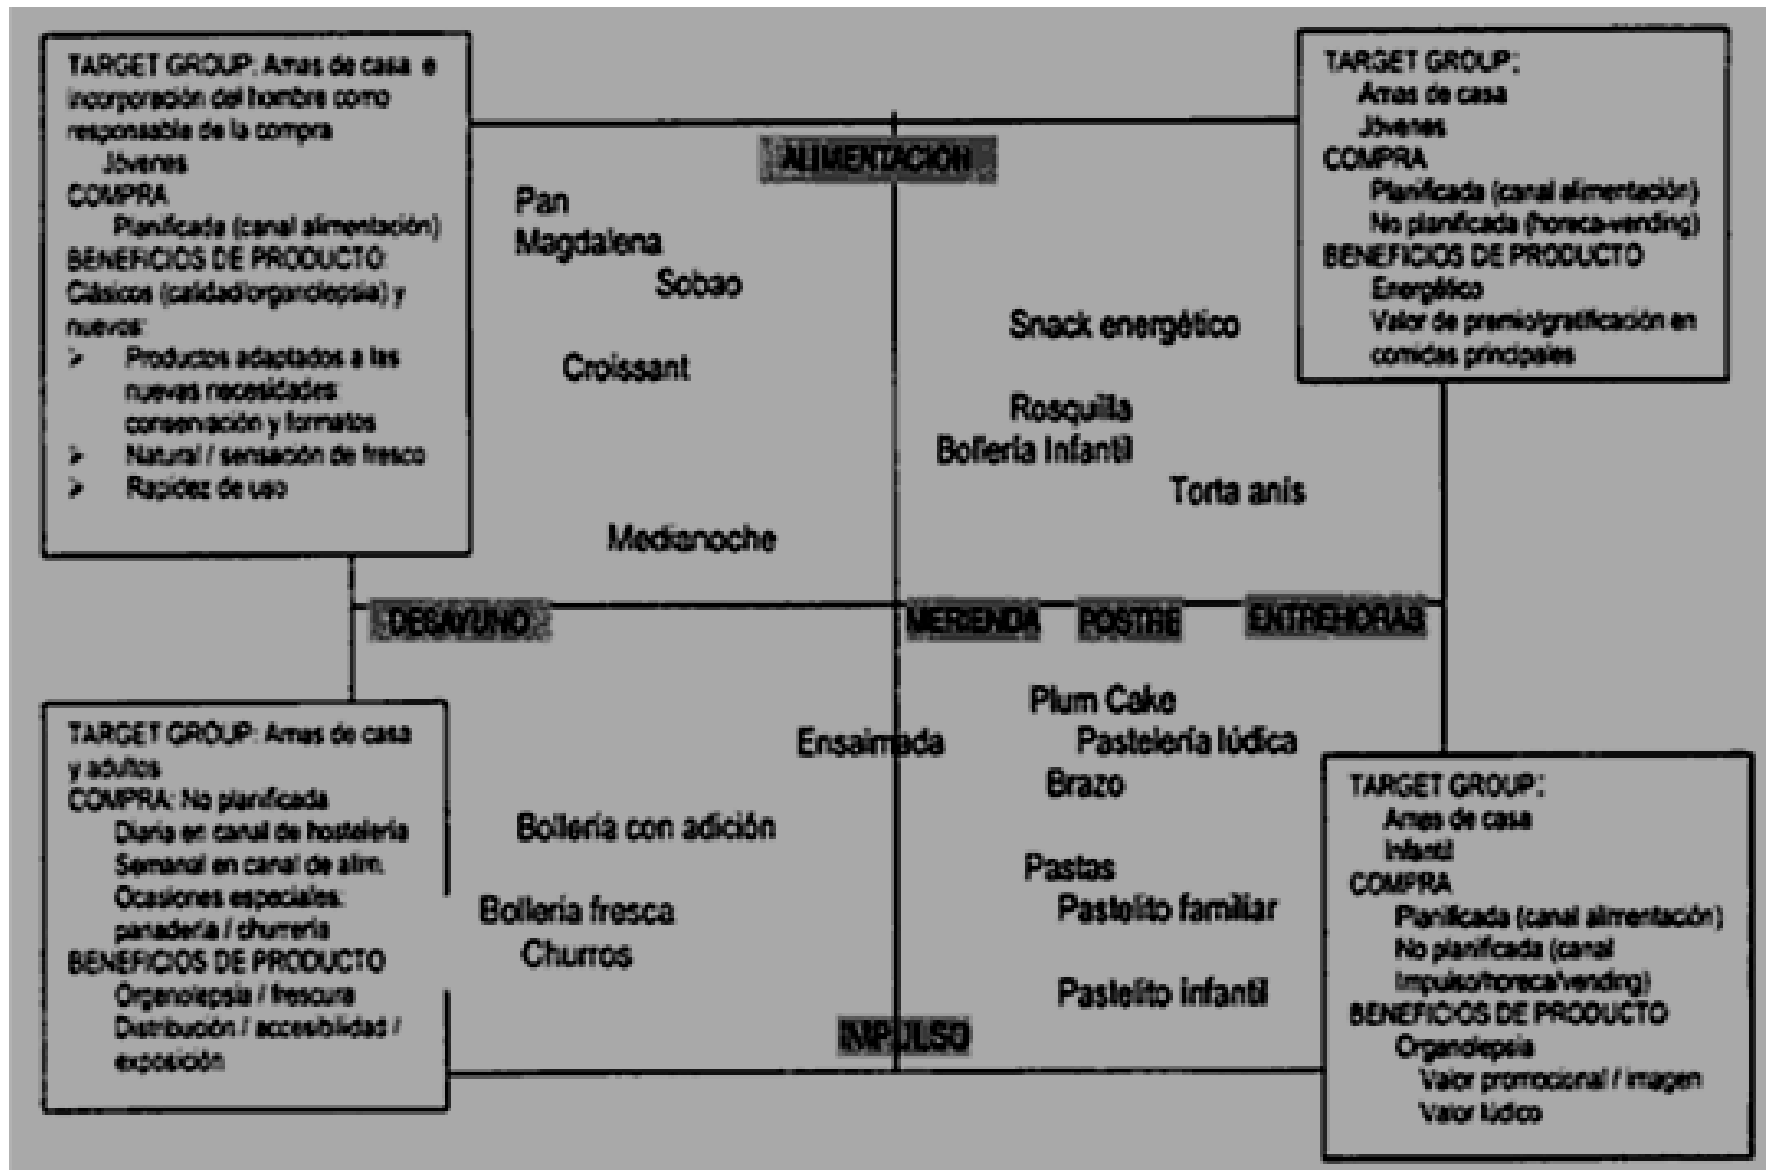 TARGET GROUP: Amas de casa e
incorporación del hombre como
responsable de la compra
Jóvenes
COMPRA
Planificada (canal alimentación)
BENEFICIOS DE PRODUCTO:
Clásicos (calidad/organolepsia) y
nuevos:
➢ Productos adaptados a las
nuevas necesidades:
conservación y formatos
➢ Natural / sensación de fresco
➢ Rapidez de uso
ALIMENTACION
Pan
Magdalena
Sobao
Croissant
Medianoche
Snack energético
Rosquilla
Bollería Infantil
Torta anís
TARGET GROUP:
Amas de casa
Jóvenes
COMPRA
Planificada (canal alimentación)
No planificada (horeca-vending)
BENEFICIOS DE PRODUCTO
Energético
Valor de premio/gratificación en
comidas principales
DESAYUNO
MERIENDA
POSTRE
ENTREHORAS
TARGET GROUP: Amas de casa
y adultos
COMPRA: No planificada
Diaria en canal de hostelería
Semanal en canal de alim.
Ocasiones especiales:
panadería / churrería
BENEFICIOS DE PRODUCTO
Organolepsia / frescura
Distribución / accesibilidad /
exposición
Ensaimada
Bollería con adición
Bollería fresca
Churros
Plum Cake
Pastelería lúdica
Brazo
Pastas
Pastelito familiar
Pastelito infantil
IMPULSO
TARGET GROUP:
Amas de casa
Infantil
COMPRA
Planificada (canal alimentación)
No planificada (canal
Impulso/horeca/vending)
BENEFICIOS DE PRODUCTO
Organolepsia
Valor promocional / imagen
Valor lúdico